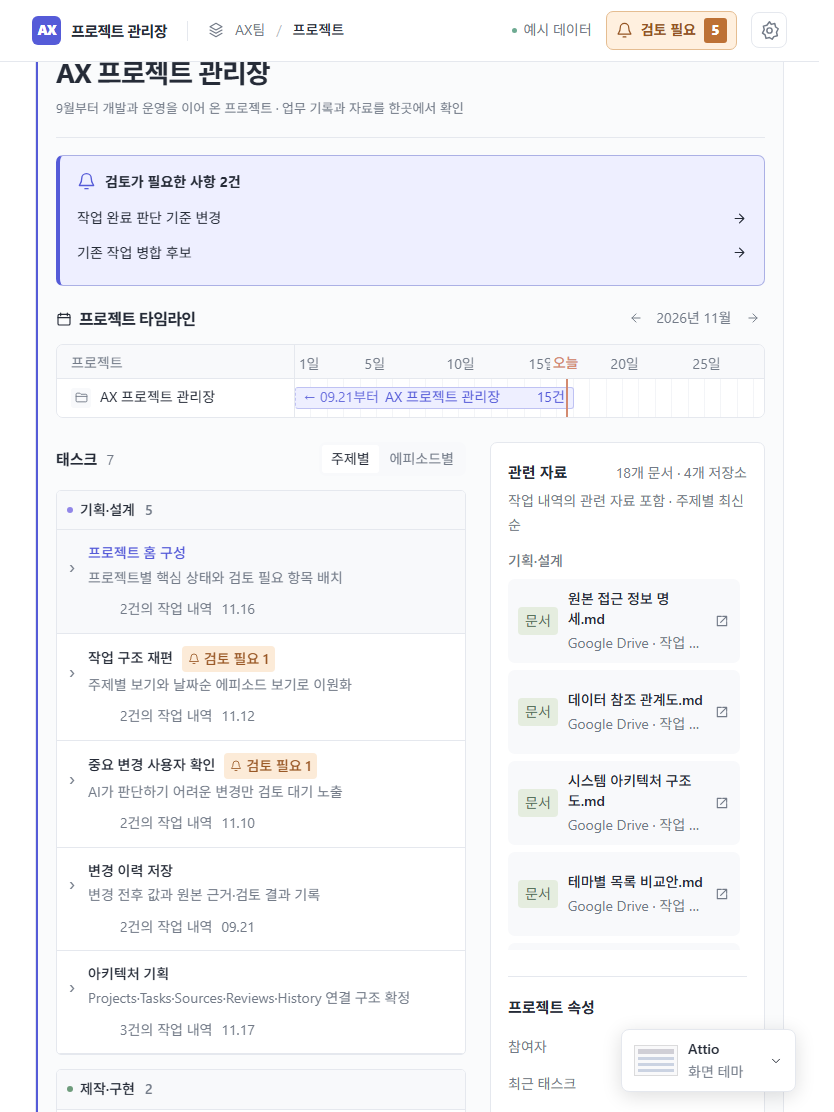 AX 프로젝트 관리장 AX팀 / 프로젝트 예시 데이터 검토 필요 5
AX 프로젝트 관리장
9월부터 개발과 운영을 이어 온 프로젝트 · 업무 기록과 자료를 한곳에서 확인
검토가 필요한 사항 2건
작업 완료 판단 기준 변경 →
기존 작업 병합 후보 →
프로젝트 타임라인 ← 2026년 11월 →
프로젝트 1일 5일 10일 오늘 20일 25일
AX 프로젝트 관리장 ← 09.21부터 AX 프로젝트 관리장 15건
태스크 7 주제별 에피소드별
기획·설계 5
프로젝트 홈 구성
프로젝트별 핵심 상태와 검토 필요 항목 배치
2건의 작업 내역 11.16
작업 구조 재편 검토 필요 1
주제별 보기와 날짜순 에피소드 보기로 이원화
2건의 작업 내역 11.12
중요 변경 사용자 확인 검토 필요 1
AI가 판단하기 어려운 변경만 검토 대기 노출
2건의 작업 내역 11.10
변경 이력 저장
변경 전후 값과 원본 근거·검토 결과 기록
2건의 작업 내역 09.21
아키텍처 기획
Projects·Tasks·Sources·Reviews·History 연결 구조 확정
3건의 작업 내역 11.17
제작·구현 2
관련 자료 18개 문서 · 4개 저장소
작업 내역의 관련 자료 포함 · 주제별 최신
순
기획·설계
문서
원본 접근 정보 명
세.md
Google Drive · 작업 ...
문서
데이터 참조 관계도.md
Google Drive · 작업 ...
문서
시스템 아키텍처 구조
도.md
Google Drive · 작업 ...
문서
테마별 목록 비교안.md
Google Drive · 작업 ...
프로젝트 속성
참여자
최근 태스크
Attio
화면 테마